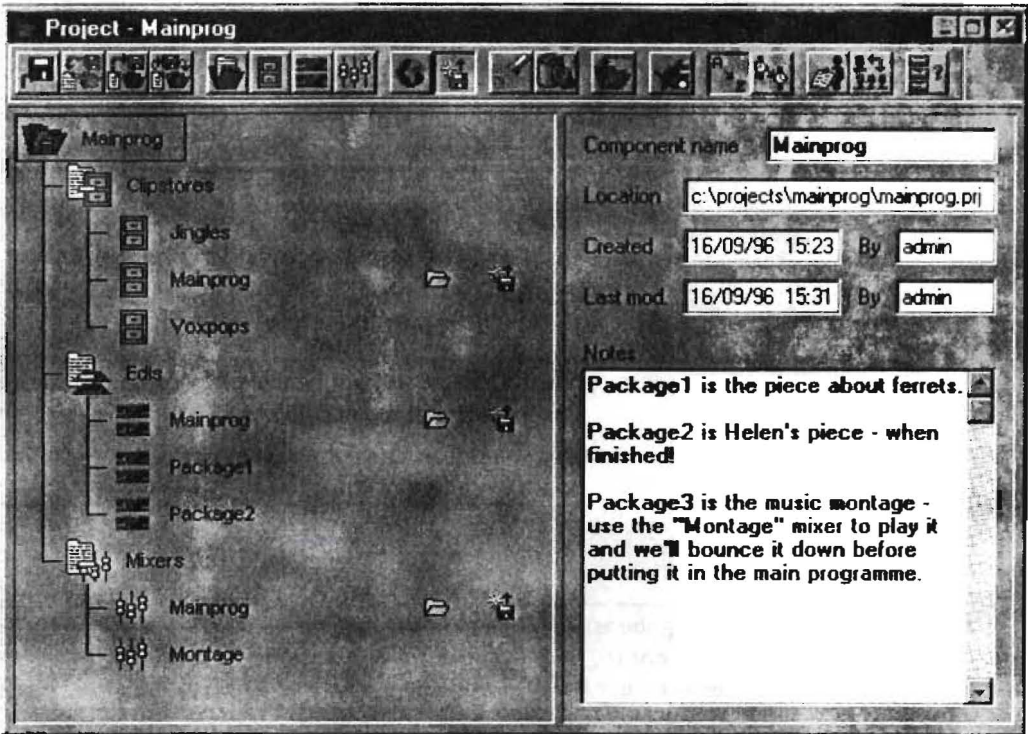 Project - Mainprog
Mainprog
Clipstores
Jingles
Mainprog
Voxpops
Edls
Mainprog
Package1
Package2
Mixers
Mainprog
Montage
Component name Mainprog
Location c:\projects\mainprog\mainprog.prj
Created 16/09/96 15:23 By admin
Last mod. 16/09/96 15:31 By admin
Notes
Package1 is the piece about ferrets.
Package2 is Helen's piece - when
finished!
Package3 is the music montage -
use the "Montage" mixer to play it
and we'll bounce it down before
putting it in the main programme.